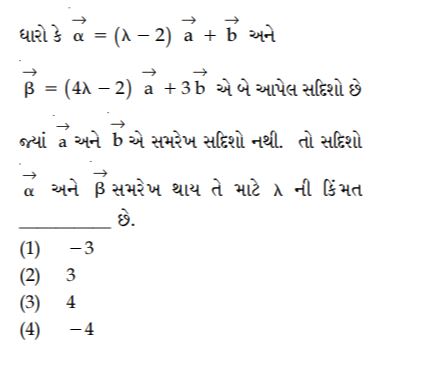 ધારો કે $\vec{\alpha} = (\lambda - 2)\ \vec{a} + \vec{b}$ અને
$\vec{\beta} = (4\lambda - 2)\ \vec{a} + 3\vec{b}$ એ બે આપેલ સદિશો છે
જ્યાં $\vec{a}$ અને $\vec{b}$ એ સમરેખ સદિશો નથી. તો સદિશો
$\vec{\alpha}$ અને $\vec{\beta}$ સમરેખ થાય તે માટે λ ની કિંમત
__________ છે.
(1) −3
(2) 3
(3) 4
(4) −4